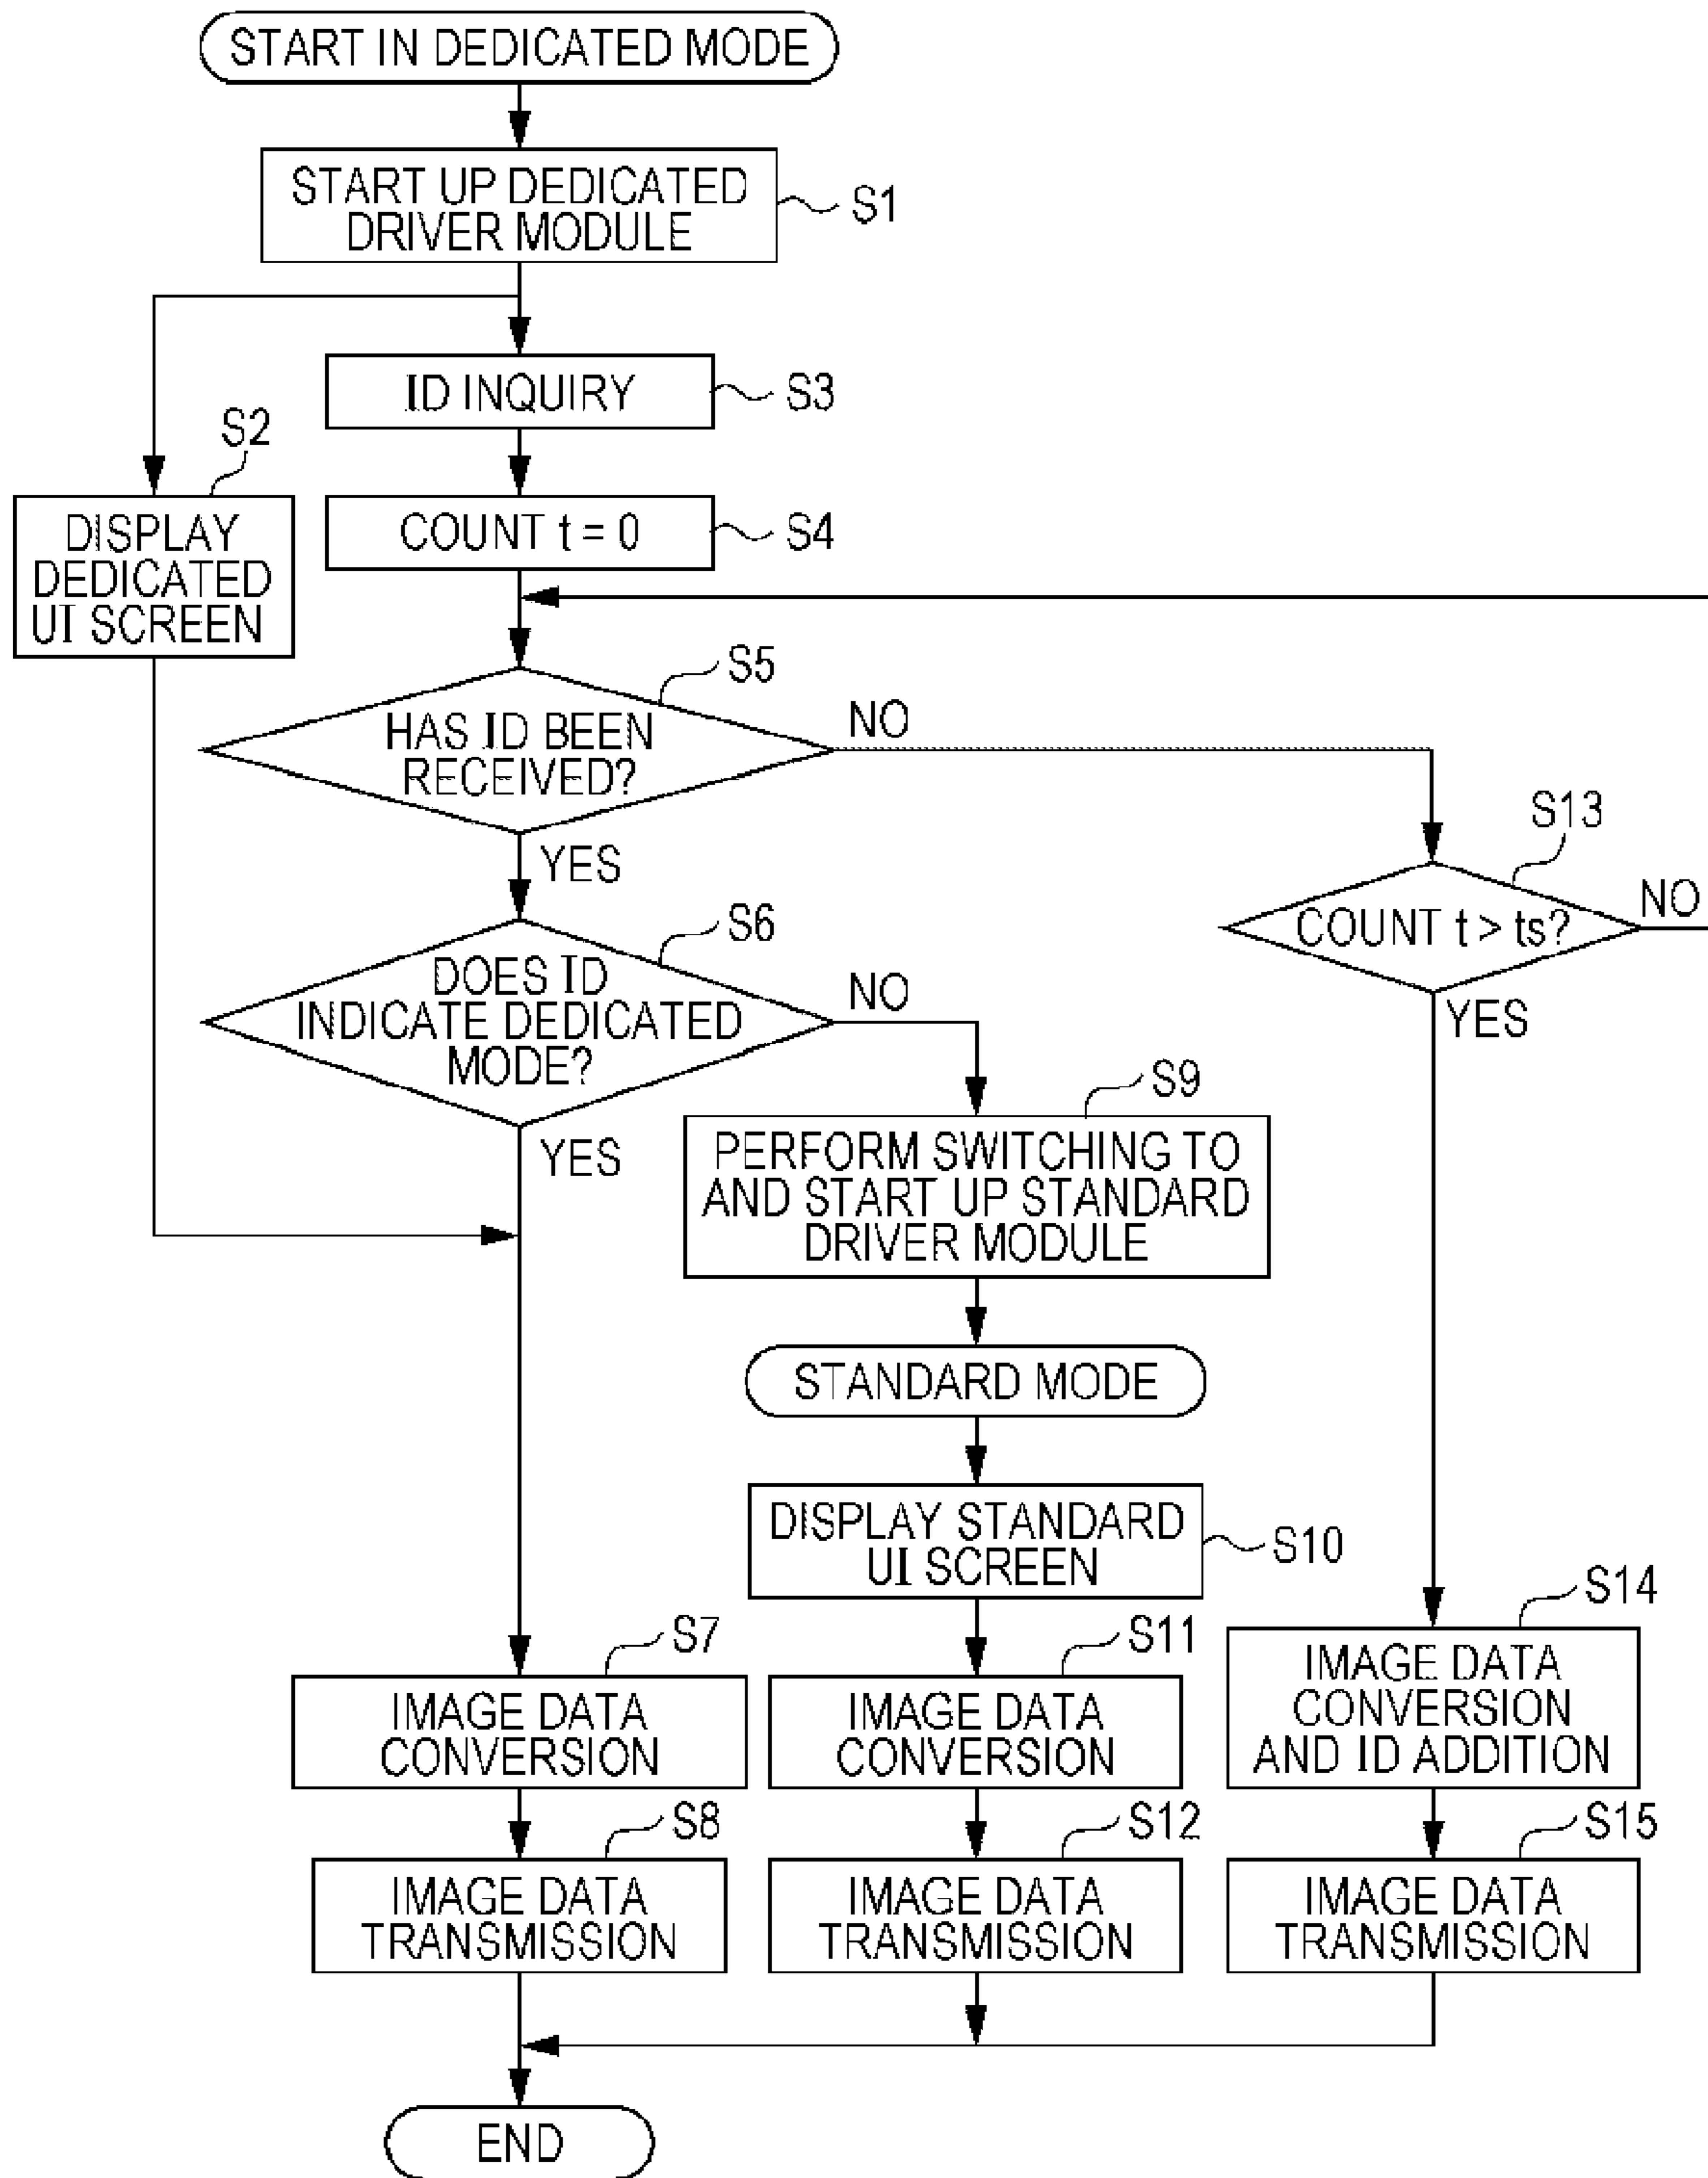 START IN DEDICATED MODE
START UP DEDICATED
DRIVER MODULE
S1
ID INQUIRY
S3
S2
DISPLAY
DEDICATED
UI SCREEN
COUNT t = 0
S4
S5
HAS ID BEEN
RECEIVED?
NO
YES
S13
COUNT t > ts?
NO
YES
S6
DOES ID
INDICATE DEDICATED
MODE?
NO
YES
S9
PERFORM SWITCHING TO
AND START UP STANDARD
DRIVER MODULE
STANDARD MODE
DISPLAY STANDARD
UI SCREEN
S10
S7
IMAGE DATA
CONVERSION
S11
IMAGE DATA
CONVERSION
S14
IMAGE DATA
CONVERSION
AND ID ADDITION
S8
IMAGE DATA
TRANSMISSION
S12
IMAGE DATA
TRANSMISSION
S15
IMAGE DATA
TRANSMISSION
END